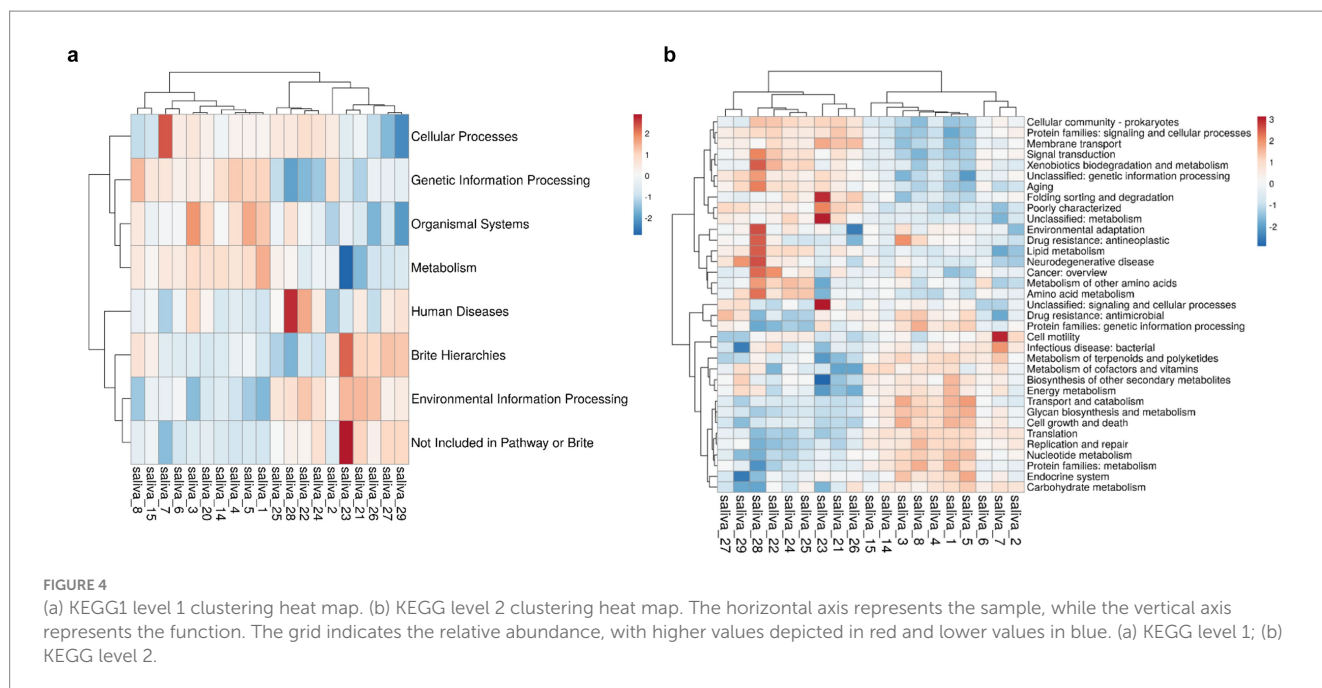 a
2
1
0
-1
-2
Cellular Processes
Genetic Information Processing
Organismal Systems
Metabolism
Human Diseases
Brite Hierarchies
Environmental Information Processing
Not Included in Pathway or Brite
saliva_8
saliva_15
saliva_7
saliva_6
saliva_3
saliva_20
saliva_14
saliva_4
saliva_5
saliva_1
saliva_25
saliva_28
saliva_22
saliva_24
saliva_2
saliva_23
saliva_21
saliva_26
saliva_27
saliva_29
b
3
2
1
0
-1
-2
Cellular community - prokaryotes
Protein families: signaling and cellular processes
Membrane transport
Signal transduction
Xenobiotics biodegradation and metabolism
Unclassified: genetic information processing
Aging
Folding sorting and degradation
Poorly characterized
Unclassified: metabolism
Environmental adaptation
Drug resistance: antineoplastic
Lipid metabolism
Neurodegenerative disease
Cancer: overview
Metabolism of other amino acids
Amino acid metabolism
Unclassified: signaling and cellular processes
Drug resistance: antimicrobial
Protein families: genetic information processing
Cell motility
Infectious disease: bacterial
Metabolism of terpenoids and polyketides
Metabolism of cofactors and vitamins
Biosynthesis of other secondary metabolites
Energy metabolism
Transport and catabolism
Glycan biosynthesis and metabolism
Cell growth and death
Translation
Replication and repair
Nucleotide metabolism
Protein families: metabolism
Endocrine system
Carbohydrate metabolism
saliva_27
saliva_29
saliva_28
saliva_22
saliva_24
saliva_25
saliva_23
saliva_21
saliva_26
saliva_15
saliva_14
saliva_3
saliva_8
saliva_4
saliva_1
saliva_5
saliva_6
saliva_7
saliva_2
FIGURE 4
(a) KEGG1 level 1 clustering heat map. (b) KEGG level 2 clustering heat map. The horizontal axis represents the sample, while the vertical axis
represents the function. The grid indicates the relative abundance, with higher values depicted in red and lower values in blue. (a) KEGG level 1; (b)
KEGG level 2.